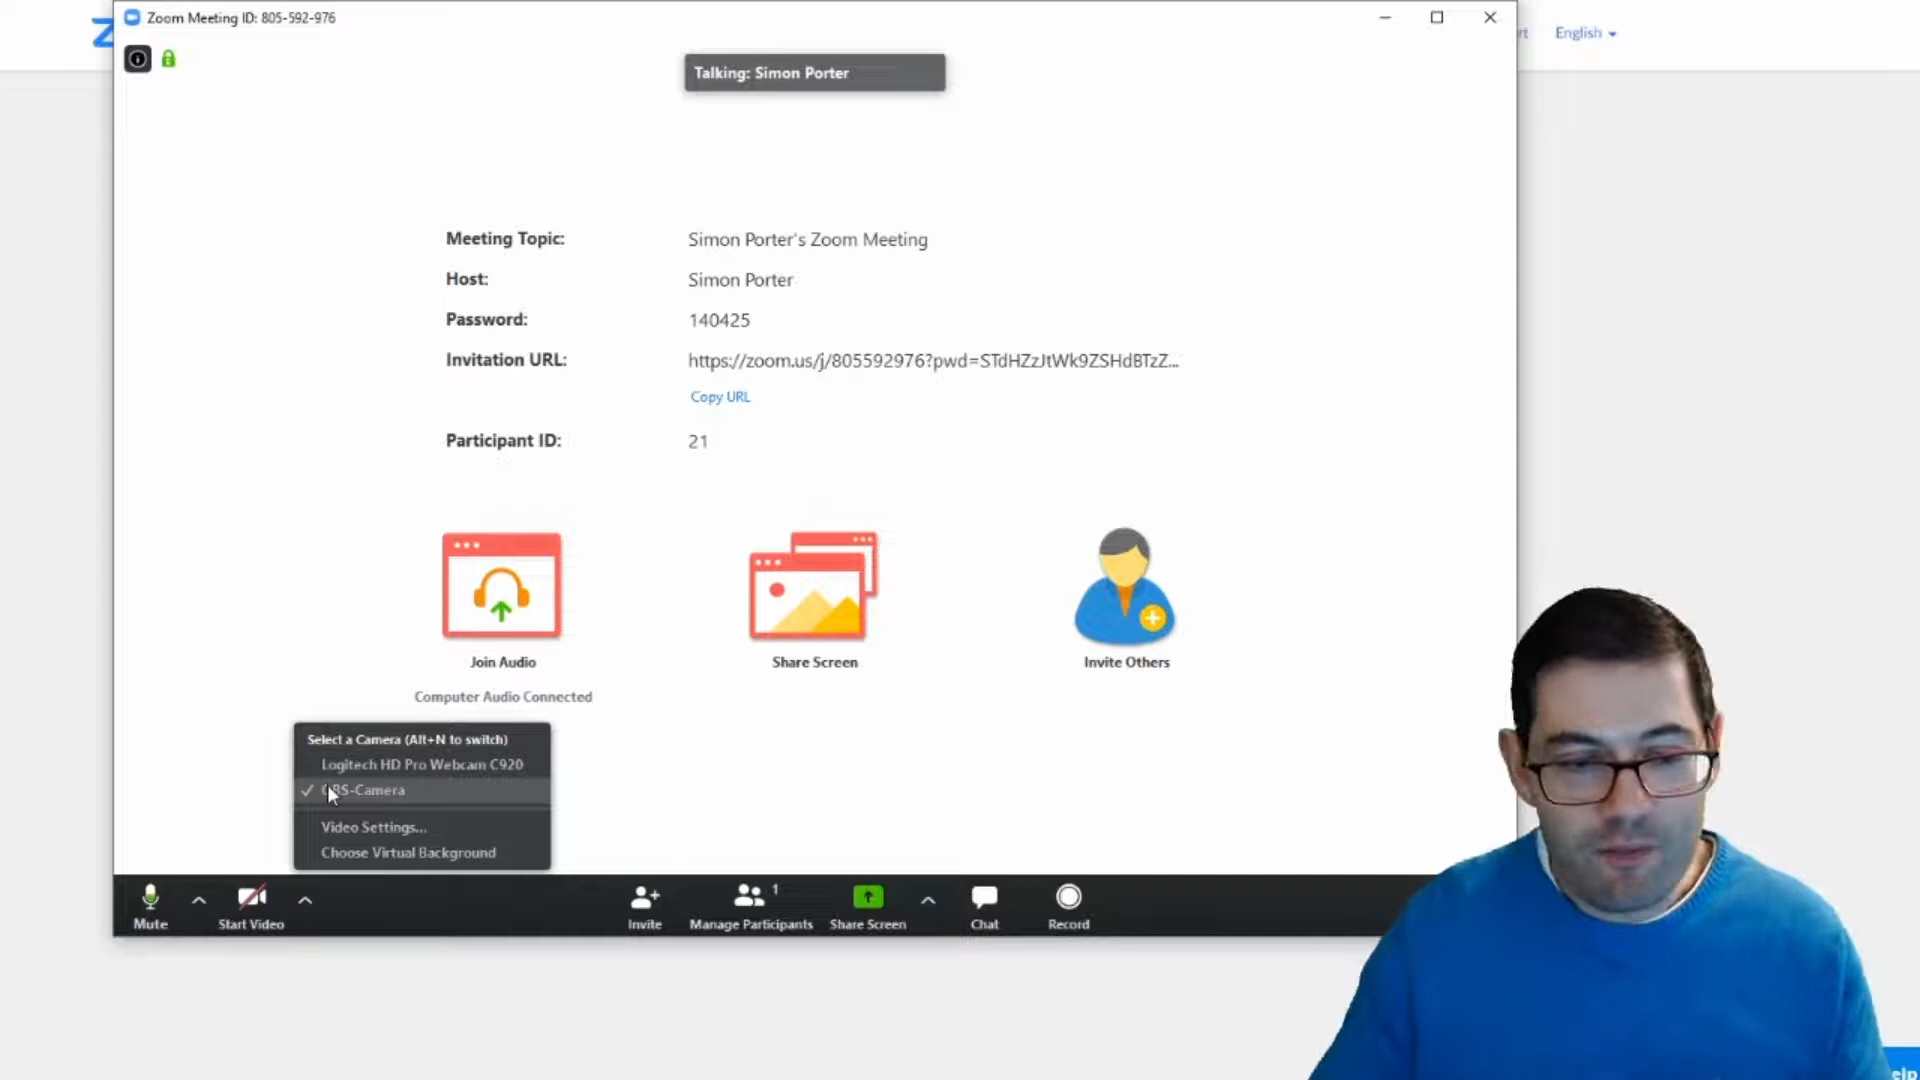 Zoom Meeting ID: 805-592-976
English
Talking: Simon Porter
Meeting Topic: Simon Porter's Zoom Meeting
Host: Simon Porter
Password: 140425
Invitation URL: https://zoom.us/j/805592976?pwd=STdHZzJtWk9ZSHdBTzZ...
Copy URL
Participant ID: 21
Join Audio
Share Screen
Invite Others
Computer Audio Connected
Select a Camera (Alt+N to switch)
Logitech HD Pro Webcam C920
OBS-Camera
Video Settings...
Choose Virtual Background
Mute
Start Video
Invite
Manage Participants 1
Share Screen
Chat
Record